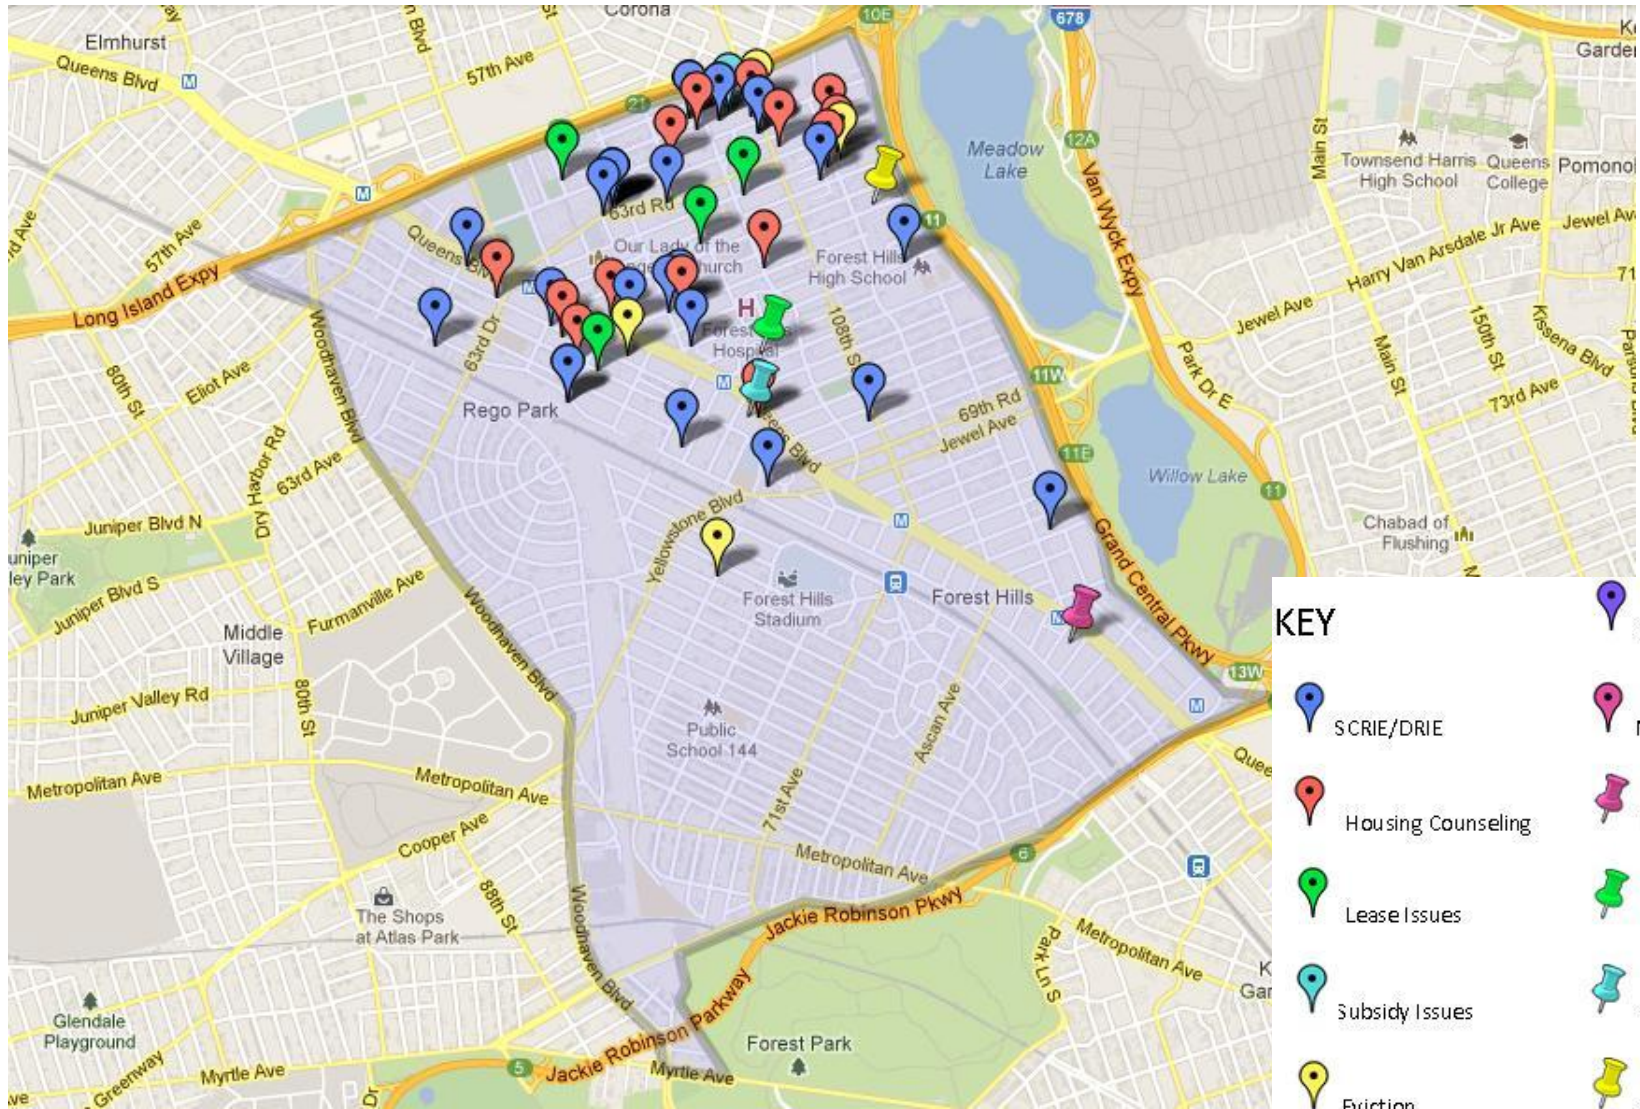 Corona
10E
678
Elmhurst
Queens Blvd
57th Ave
21
Meadow
Lake
12A
Main St
Townsend Harris
High School
Queens
College
Van Wyck Expy
Long Island Expy
57th Ave
Queens
63rd Rd
Our Lady of the
Church
Forest Hills
High School
11
Harry Van Arsdale Jr Ave
Jewel Ave
Jewel Ave
150th St
Kissena Blvd
Main St
73rd Ave
Park Dr E
H
Hospital
108th
80th St
Eliot Ave
Woodhaven Blvd
63rd Dr
Rego Park
11W
69th Rd
Jewel Ave
11E
Willow Lake
11
Dry Harbor Rd
63rd Ave
Blvd
Juniper Blvd N
Yellowstone Blvd
Chabad of
Flushing
Juniper Blvd S
Furmanville Ave
Grand Central Pkwy
Forest Hills
Stadium
Forest Hills
Middle
Village
Woodhaven Blvd
13W
Juniper Valley Rd
80th St
Public
School 144
Ascan Ave
Metropolitan Ave
Metropolitan Ave
71st Ave
Cooper Ave
Metropolitan Ave
6
88th St
The Shops
at Atlas Park
Woodhaven Blvd
Jackie Robinson Pkwy
Park Ln S
Metropolitan Ave
Glendale
Playground
Jackie Robinson Parkway
Forest Park
5
Myrtle Ave
Myrtle Ave
KEY
SCRIE/DRIE
Housing Counseling
Lease Issues
Subsidy Issues
Eviction